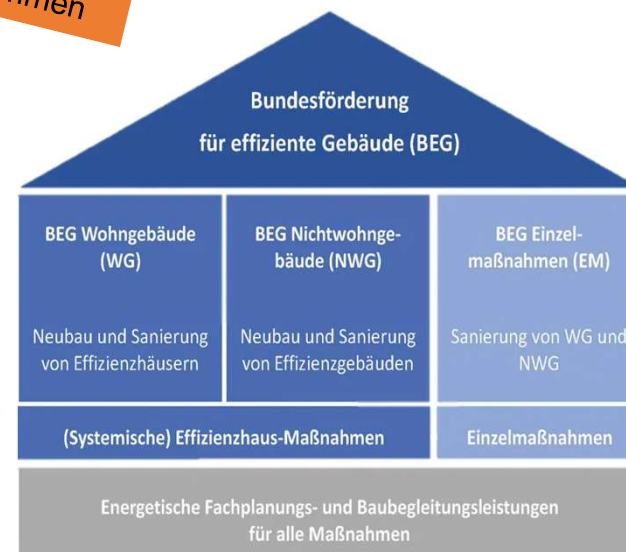 Bundesförderung
für effiziente Gebäude (BEG)
BEG Wohngebäude
(WG)
Neubau und Sanierung
von Effizienzhäusern
BEG Nichtwohnge-
bäude (NWG)
Neubau und Sanierung
von Effizienzgebäuden
BEG Einzel-
maßnahmen (EM)
Sanierung von WG und
NWG
(Systemische) Effizienzhaus-Maßnahmen
Einzelmaßnahmen
Energetische Fachplanungs- und Baubegleitungsleistungen
für alle Maßnahmen